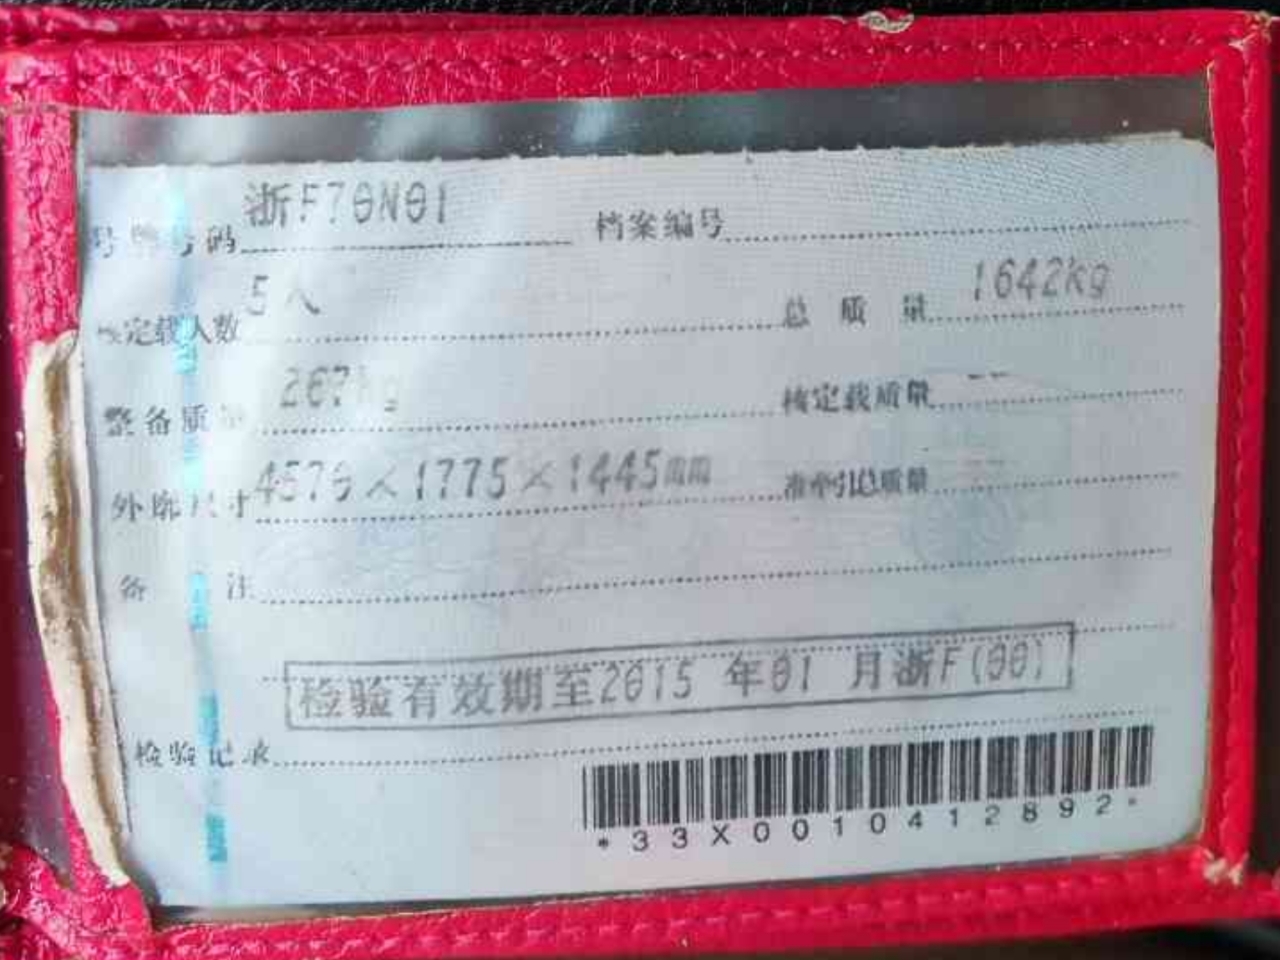 号牌号码 浙F70N01 档案编号
核定载人数 5人 总质量 1642kg
整备质量 核定载质量 --
外廓尺寸 4570×1775×1445mm 准牵引总质量
备注
检验有效期至2015年01月浙F(00)
检验记录
*33X0010412892*